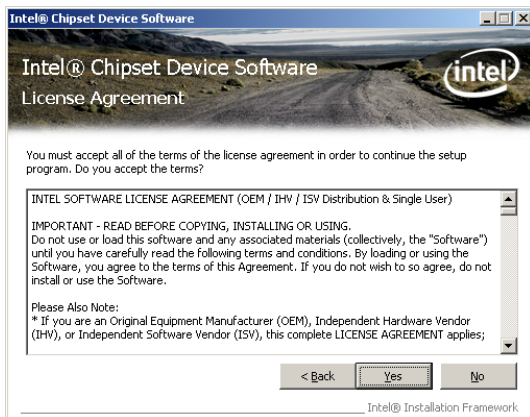 Intel® Chipset Device Software
Intel® Chipset Device Software
License Agreement
intel
You must accept all of the terms of the license agreement in order to continue the setup
program. Do you accept the terms?
INTEL SOFTWARE LICENSE AGREEMENT (OEM / IHV / ISV Distribution & Single User)
IMPORTANT - READ BEFORE COPYING, INSTALLING OR USING.
Do not use or load this software and any associated materials (collectively, the "Software")
until you have carefully read the following terms and conditions. By loading or using the
Software, you agree to the terms of this Agreement. If you do not wish to so agree, do not
install or use the Software.
Please Also Note:
* If you are an Original Equipment Manufacturer (OEM), Independent Hardware Vendor
(IHV), or Independent Software Vendor (ISV), this complete LICENSE AGREEMENT applies;
< Back Yes No
Intel® Installation Framework